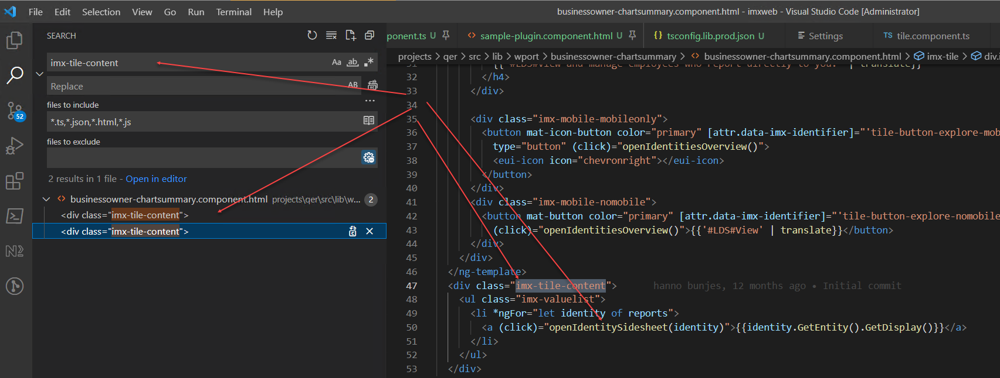 File Edit Selection View Go Run Terminal Help businessowner-chartsummary.component.html - imxweb - Visual Studio Code [Administrator]
SEARCH
ponent.ts U
sample-plugin.component.html U
{} tsconfig.lib.prod.json U
Settings
TS tile.component.ts
projects > qer > src > lib > wport > businessowner-chartsummary > <> businessowner-chartsummary.component.html > imx-tile > div.i
imx-tile-content
Aa ab .*
Replace
AB
files to include
...
*.ts,*.json,*.html,*.js
files to exclude
52
2 results in 1 file - Open in editor
businessowner-chartsummary.component.html projects\qer\src\lib\w... 2
<div class="imx-tile-content">
<div class="imx-tile-content">
31 {{ '#LDS#View and manage employees who report directly to you.' | translate}}
32 </h4>
33 </div>
34
35 <div class="imx-mobile-mobileonly">
36 <button mat-icon-button color="primary" [attr.data-imx-identifier]="'tile-button-explore-mob
37 type="button" (click)="openIdentitiesOverview()">
38 <eui-icon icon="chevronright"></eui-icon>
39 </button>
40 </div>
41 <div class="imx-mobile-nomobile">
42 <button mat-button color="primary" [attr.data-imx-identifier]="'tile-button-explore-nomobile
43 (click)="openIdentitiesOverview()">{{'#LDS#View' | translate}}</button>
44 </div>
45 </div>
46 </ng-template>
47 <div class="imx-tile-content"> hanno bunjes, 12 months ago • Initial commit
48 <ul class="imx-valuelist">
49 <li *ngFor="let identity of reports">
50 <a (click)="openIdentitySidesheet(identity)">{{identity.GetEntity().GetDisplay()}}</a>
51 </li>
52 </ul>
53 </div>